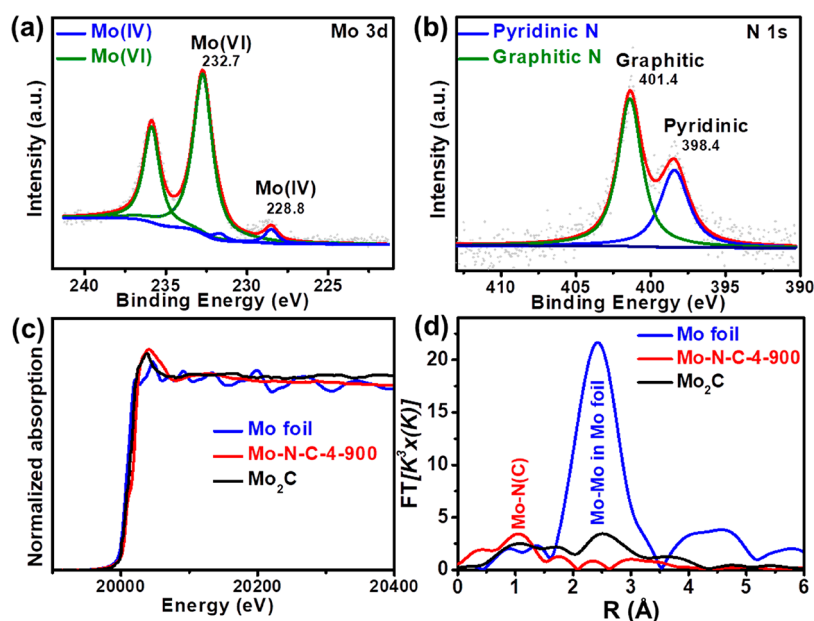 (a)
Mo(IV)
Mo(VI)
Mo(VI)
232.7
Mo 3d
Mo(IV)
228.8
Intensity (a.u.)
240 235 230 225
Binding Energy (eV)
(b)
Pyridinic N
Graphitic N
N 1s
Graphitic
401.4
Pyridinic
398.4
Intensity (a.u.)
410 405 400 395 390
Binding Energy (eV)
(c)
Normalized absorption
Mo foil
Mo-N-C-4-900
Mo₂C
20000 20200 20400
Energy (eV)
(d)
FT[K³x(K)]
20
15
10
5
0
Mo foil
Mo-N-C-4-900
Mo₂C
Mo-N(C)
Mo-Mo in Mo foil
0 1 2 3 4 5 6
R (Å)